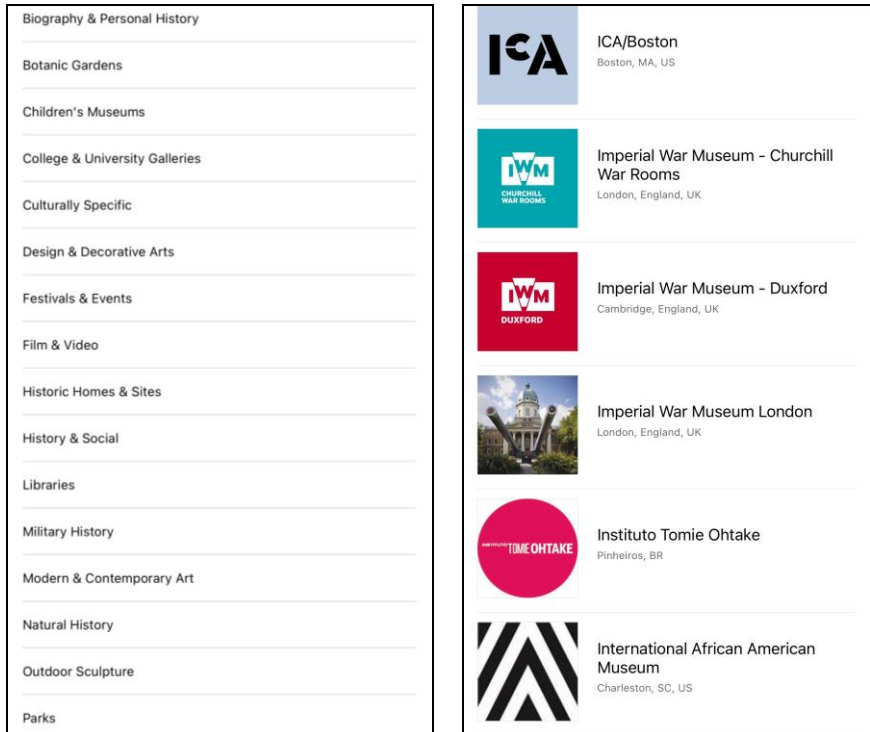 Biography & Personal History
Botanic Gardens
Children's Museums
College & University Galleries
Culturally Specific
Design & Decorative Arts
Festivals & Events
Film & Video
Historic Homes & Sites
History & Social
Libraries
Military History
Modern & Contemporary Art
Natural History
Outdoor Sculpture
Parks
ICA
ICA/Boston
Boston, MA, US
IWM
CHURCHILL
WAR ROOMS
Imperial War Museum - Churchill
War Rooms
London, England, UK
IWM
DUXFORD
Imperial War Museum - Duxford
Cambridge, England, UK
Imperial War Museum London
London, England, UK
INSTITUTO TOMIE OHTAKE
Instituto Tomie Ohtake
Pinheiros, BR
International African American
Museum
Charleston, SC, US